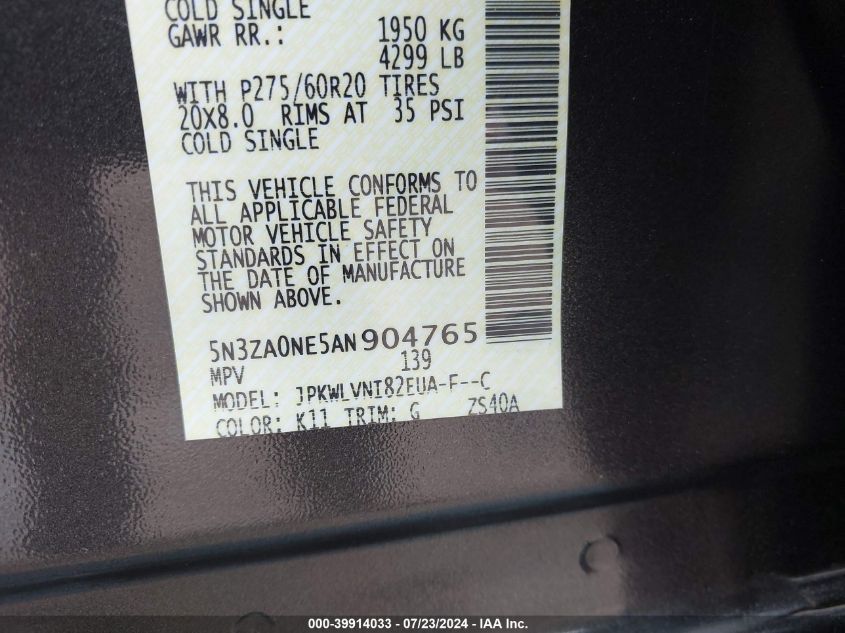 COLD SINGLE
GAWR RR.: 1950 KG
4299 LB
WITH P275/60R20 TIRES
20X8.0 RIMS AT 35 PSI
COLD SINGLE
THIS VEHICLE CONFORMS TO
ALL APPLICABLE FEDERAL
MOTOR VEHICLE SAFETY
STANDARDS IN EFFECT ON
THE DATE OF MANUFACTURE
SHOWN ABOVE.
5N3ZA0NE5AN904765
MPV 139
MODEL: JPKWLVNI82EUA-F--C
COLOR: K11 TRIM: G ZS40A
000-39914033 - 07/23/2024 - IAA Inc.